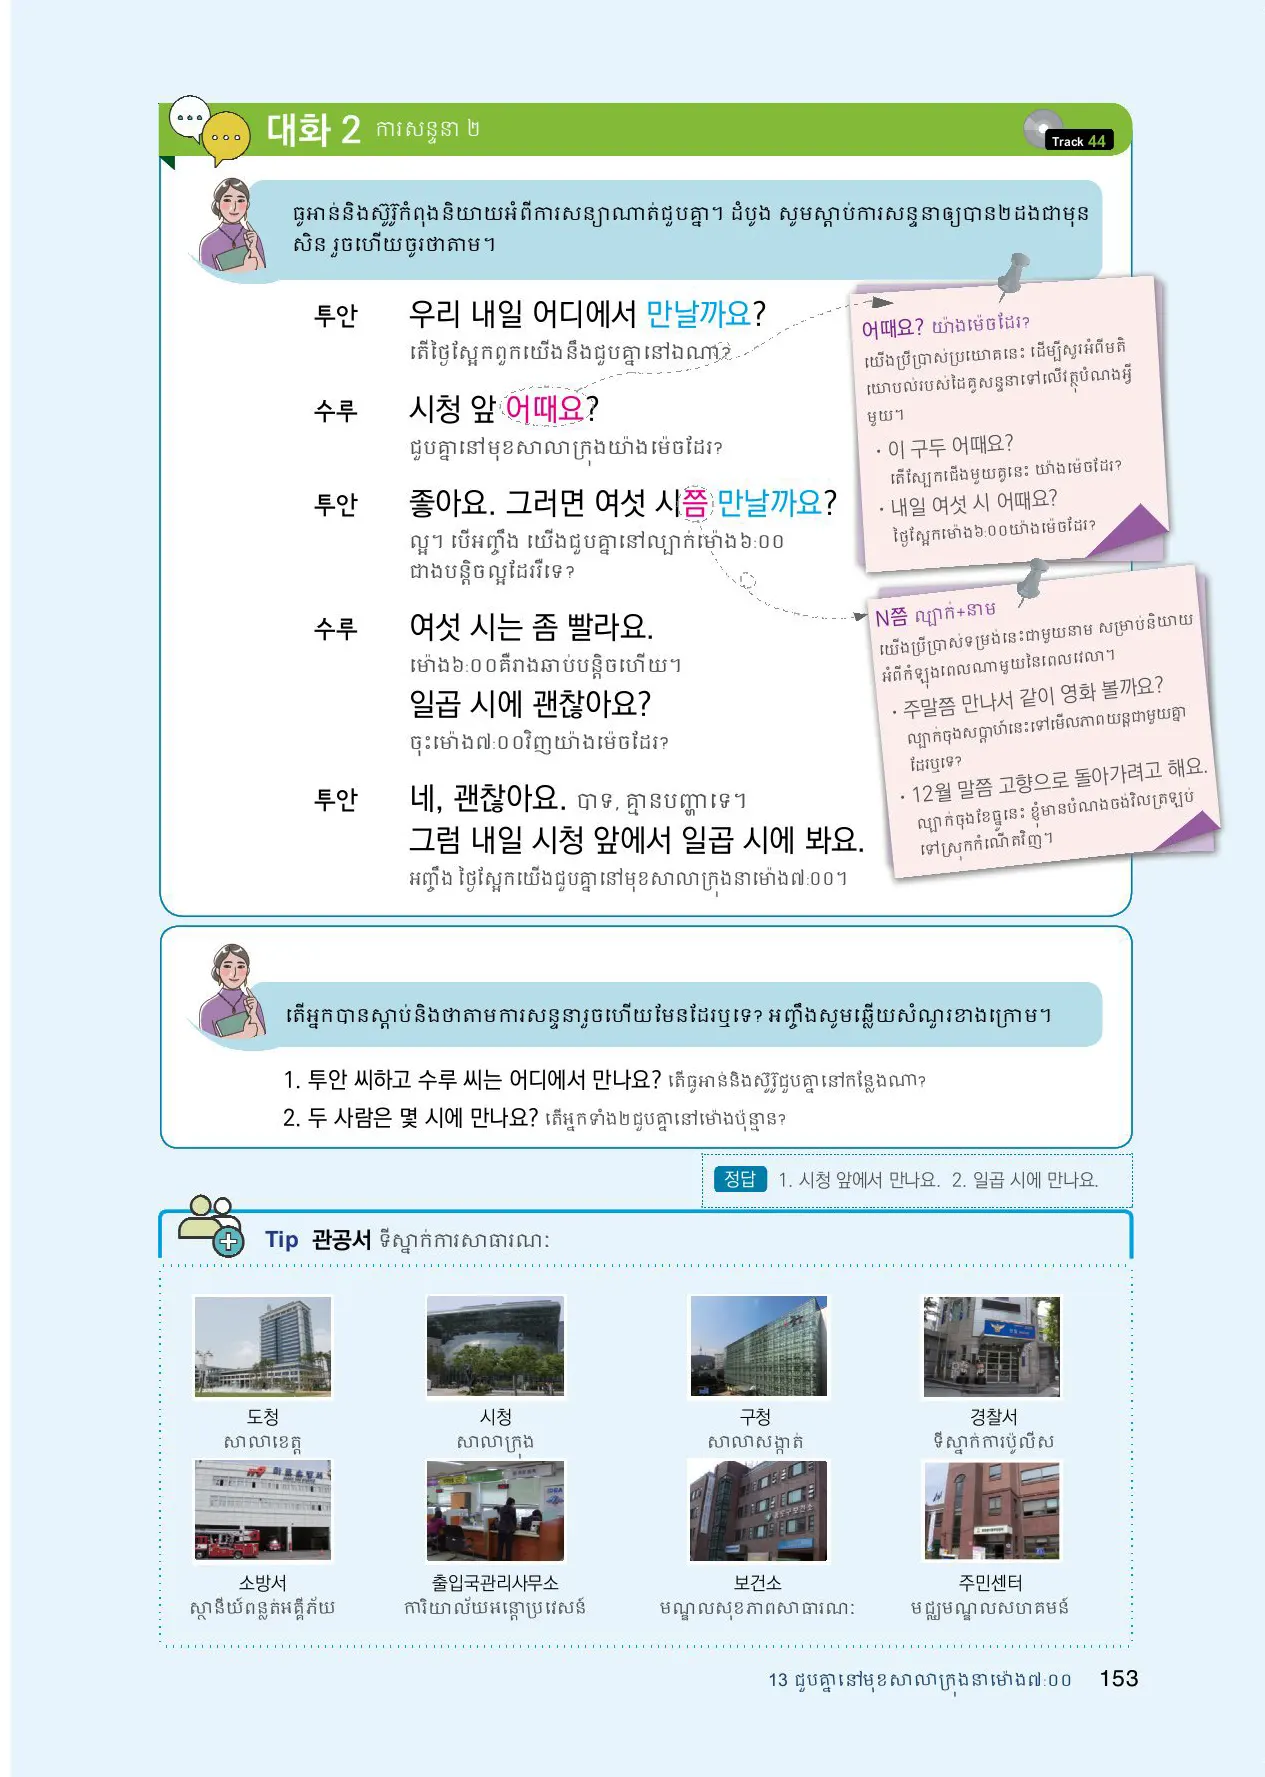 대화 2 ការសន្ទនា ២
Track 44
ធូអាន់និងស៊ូរ៉ូកំពុងនិយាយអំពីការសន្យាណាត់ជួបគ្នា។ ដំបូង សូមស្តាប់ការសន្ទនាឲ្យបាន២ដងជាមុន
សិន រួចហើយចូរថាតាម។
투안 우리 내일 어디에서 만날까요?
តើថ្ងៃស្អែកពួកយើងនឹងជួបគ្នានៅឯណា?
수루 시청 앞 어때요?
ជួបគ្នានៅមុខសាលាក្រុងយ៉ាងម៉េចដែរ?
투안 좋아요. 그러면 여섯 시쯤 만날까요?
ល្អ។ បើអញ្ចឹង យើងជួបគ្នានៅល្បាក់ម៉ោង៦:០០
ជាងបន្តិចល្អដែររឺទេ?
수루 여섯 시는 좀 빨라요.
ម៉ោង៦:០០គឺរាងឆាប់បន្តិចហើយ។
일곱 시에 괜찮아요?
ចុះម៉ោង៧:០០វិញយ៉ាងម៉េចដែរ?
투안 네, 괜찮아요. បាទ, គ្មានបញ្ហាទេ។
그럼 내일 시청 앞에서 일곱 시에 봐요.
អញ្ចឹង ថ្ងៃស្អែកយើងជួបគ្នានៅមុខសាលាក្រុងនាម៉ោង៧:០០។
어때요? យ៉ាងម៉េចដែរ?
យើងប្រើប្រាស់ប្រយោគនេះ ដើម្បីសួរអំពីមតិ
យោបល់របស់ដៃគូសន្ទនាទៅលើវត្ថុបំណងអ្វី
មួយ។
· 이 구두 어때요?
តើស្បែកជើងមួយគូនេះ យ៉ាងម៉េចដែរ?
· 내일 여섯 시 어때요?
ថ្ងៃស្អែកម៉ោង៦:០០យ៉ាងម៉េចដែរ?
N쯤 ល្បាក់+នាម
យើងប្រើប្រាស់ទម្រង់នេះជាមួយនាម សម្រាប់និយាយ
អំពីកំឡុងពេលណាមួយនៃពេលវេលា។
· 주말쯤 만나서 같이 영화 볼까요?
ល្បាក់ចុងសប្តាហ៍នេះទៅមើលភាពយន្តជាមួយគ្នា
ដែរឬទេ?
· 12월 말쯤 고향으로 돌아가려고 해요.
ល្បាក់ចុងខែធ្នូនេះ ខ្ញុំមានបំណងចង់វិលត្រឡប់
ទៅស្រុកកំណើតវិញ។
តើអ្នកបានស្តាប់និងថាតាមការសន្ទនារួចហើយមែនដែរឬទេ? អញ្ចឹងសូមឆ្លើយសំណួរខាងក្រោម។
1. 투안 씨하고 수루 씨는 어디에서 만나요? តើធូអាន់និងស៊ូរ៉ូជួបគ្នានៅកន្លែងណា?
2. 두 사람은 몇 시에 만나요? តើអ្នកទាំង២ជួបគ្នានៅម៉ោងប៉ុន្មាន?
정답 1. 시청 앞에서 만나요. 2. 일곱 시에 만나요.
Tip 관공서 ទីស្នាក់ការសាធារណៈ
도청 시청 구청 경찰서
សាលាខេត្ត សាលាក្រុង សាលាសង្កាត់ ទីស្នាក់ការប៉ូលីស
소방서 출입국관리사무소 보건소 주민센터
ស្ថានីយ៍ពន្លត់អគ្គីភ័យ ការិយាល័យអន្តោប្រវេសន៍ មណ្ឌលសុខភាពសាធារណៈ មជ្ឈមណ្ឌលសហគមន៍
13 ជួបគ្នានៅមុខសាលាក្រុងនាម៉ោង៧:០០ 153